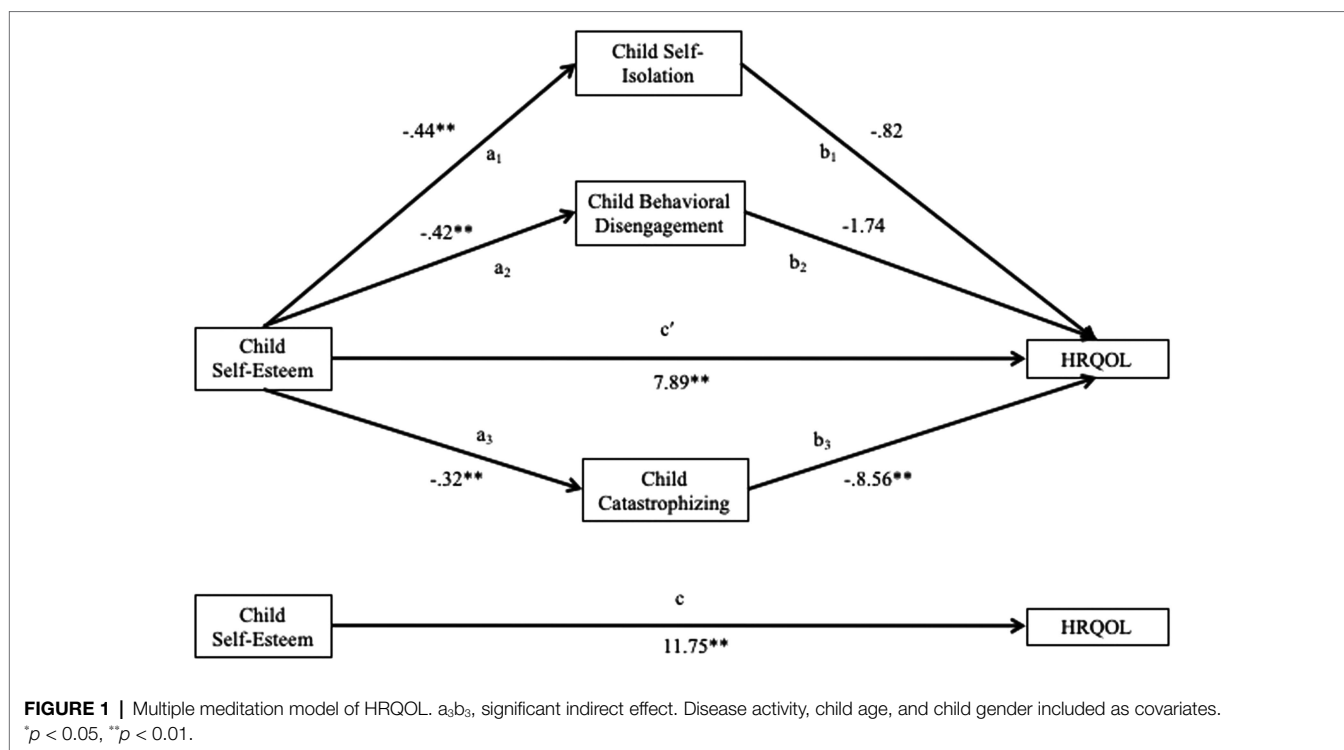 Child Self-
Isolation
-.44**
a₁
-.82
b₁
Child Behavioral
Disengagement
-.42**
a₂
-1.74
b₂
Child
Self-Esteem
c′
7.89**
HRQOL
a₃
-.32**
b₃
-.8.56**
Child
Catastrophizing
Child
Self-Esteem
c
11.75**
HRQOL
FIGURE 1 | Multiple meditation model of HRQOL. a₃b₃, significant indirect effect. Disease activity, child age, and child gender included as covariates.
*p < 0.05, **p < 0.01.